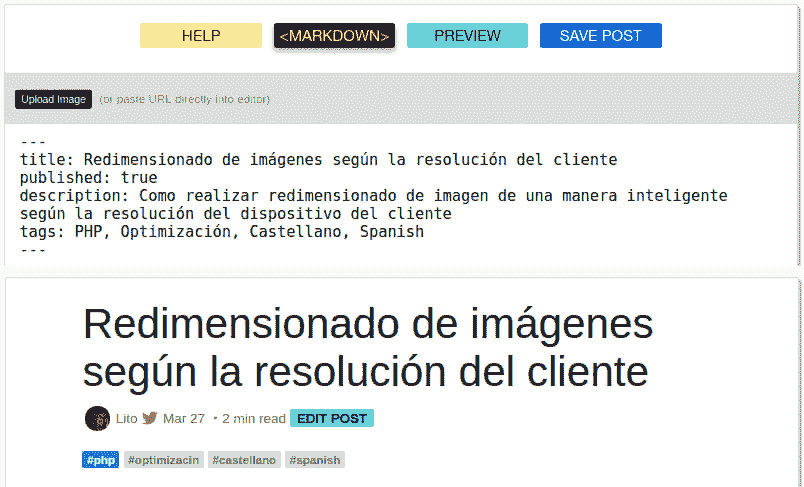 HELP <MARKDOWN> PREVIEW SAVE POST
Upload Image (or paste URL directly into editor)
---
title: Redimensionado de imágenes según la resolución del cliente
published: true
description: Como realizar redimensionado de imagen de una manera inteligente
según la resolución del dispositivo del cliente
tags: PHP, Optimización, Castellano, Spanish
---
Redimensionado de imágenes
según la resolución del cliente
Lito Mar 27 · 2 min read EDIT POST
#php #optimizacin #castellano #spanish